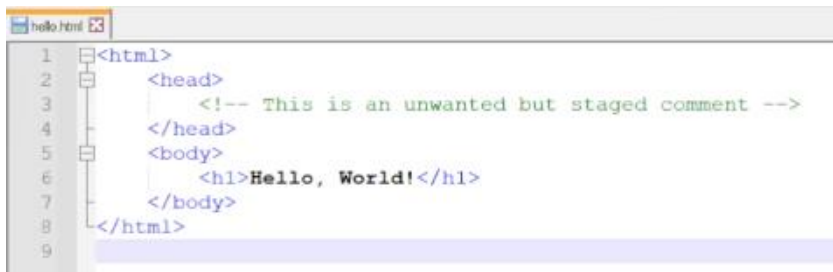 hello.html
1 <html>
2 <head>
3 <!-- This is an unwanted but staged comment -->
4 </head>
5 <body>
6 <h1>Hello, World!</h1>
7 </body>
8 </html>
9